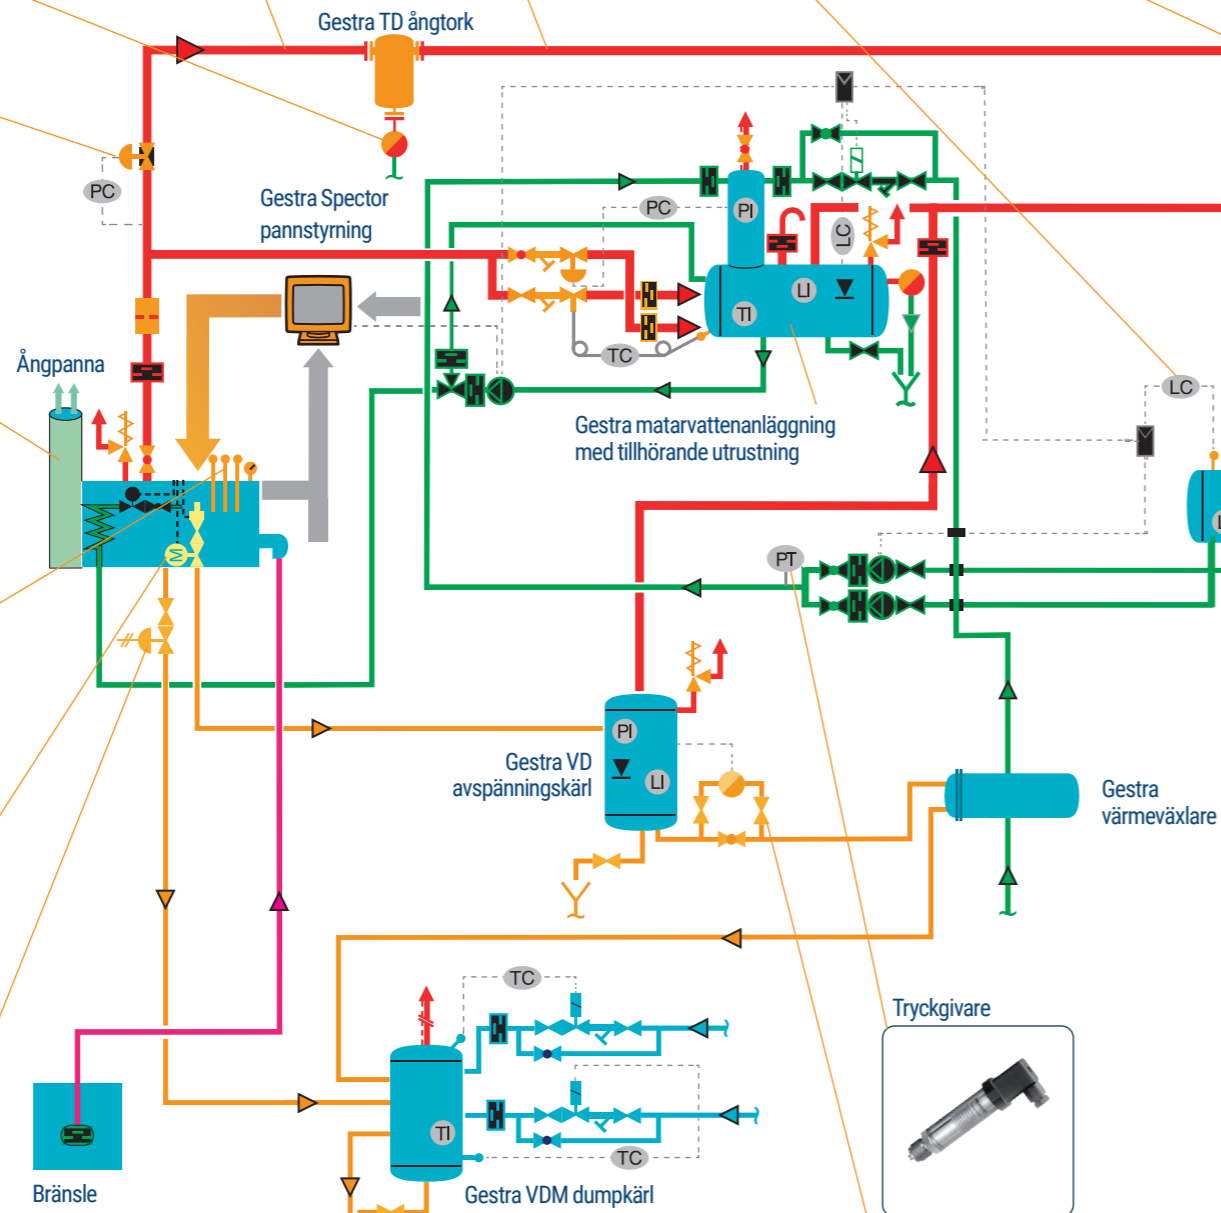 Gestra TD ångtork
PC
Gestra Spector
pannstyrning
PC
PI
LC
LI
TI
TC
Ångpanna
LC
Gestra matarvattenanläggning
med tillhörande utrustning
M
PT
PI
LI
Gestra VD
avspänningskärl
Gestra
värmeväxlare
TC
Tryckgivare
TI
TC
Bränsle
Gestra VDM dumpkärl